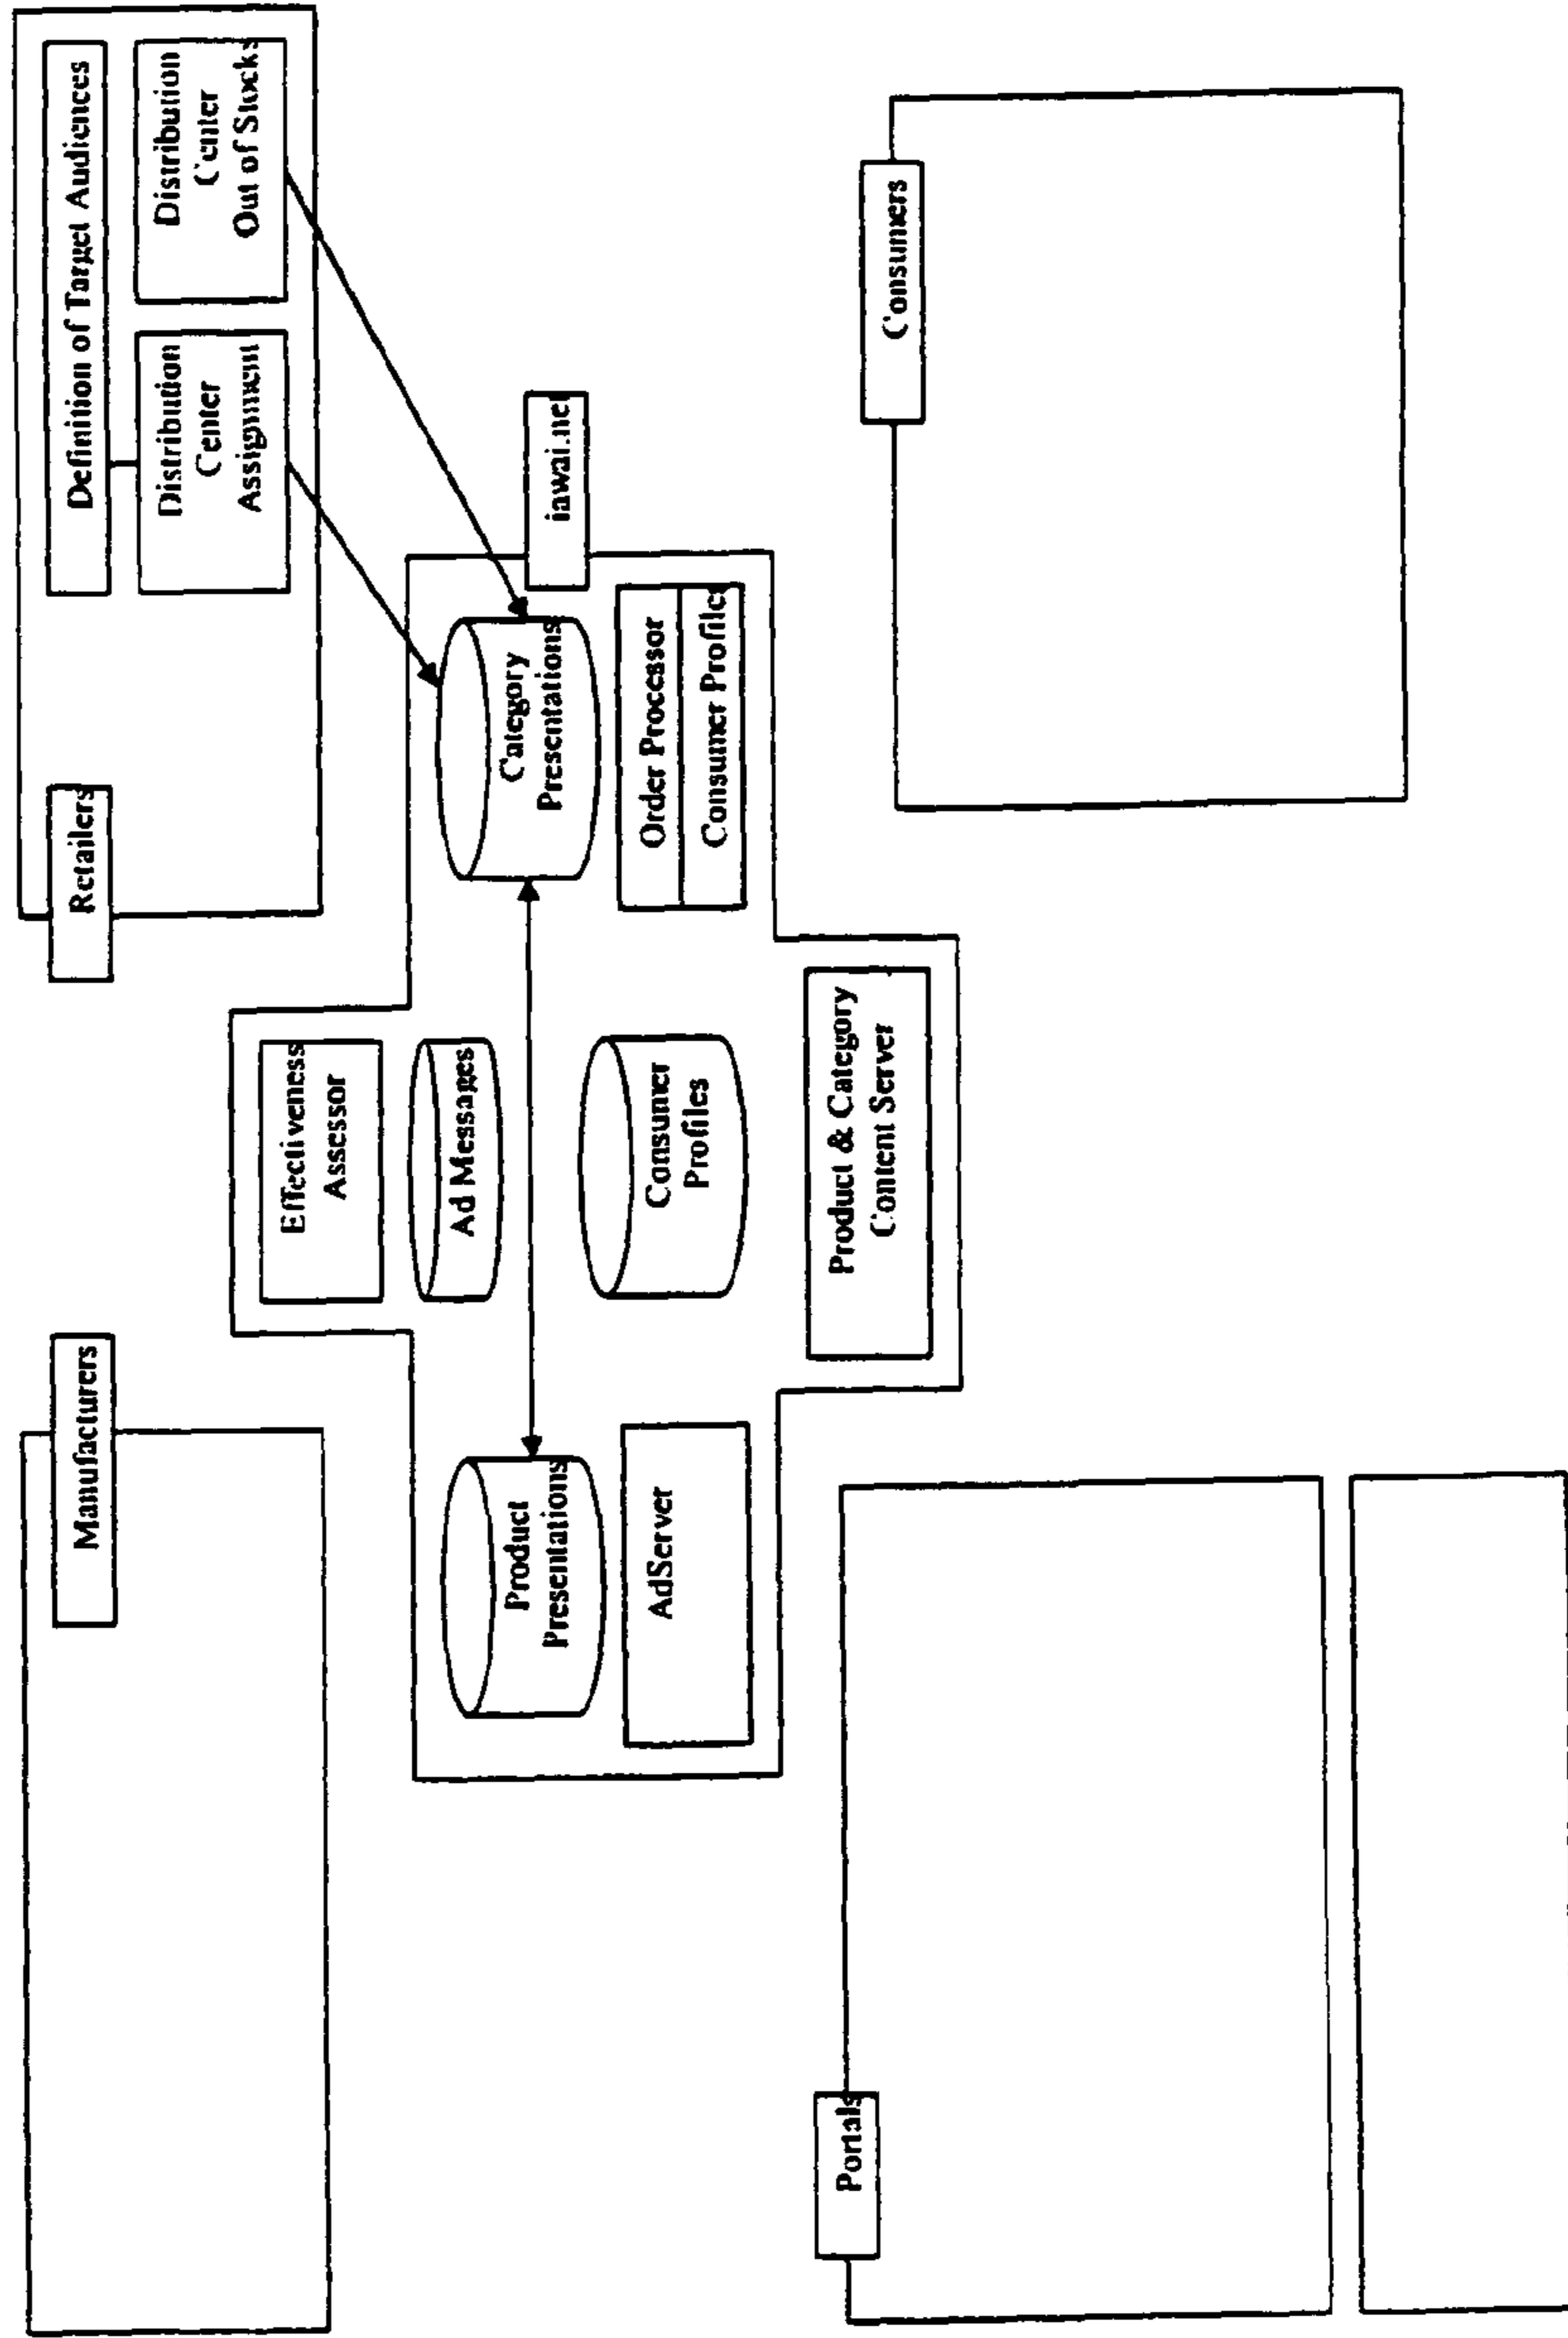 Manufacturers
Retailers
Definition of Target Audiences
Distribution
Center
Assignment
Distribution
Center
Out of Stocks
Effectiveness
Assessor
Ad Messages
Product
Presentations
Category
Presentations
iawai.net
AdServer
Consumer
Profiles
Order Processor
Consumer Profiles
Product & Category
Content Server
Portals
Consumers